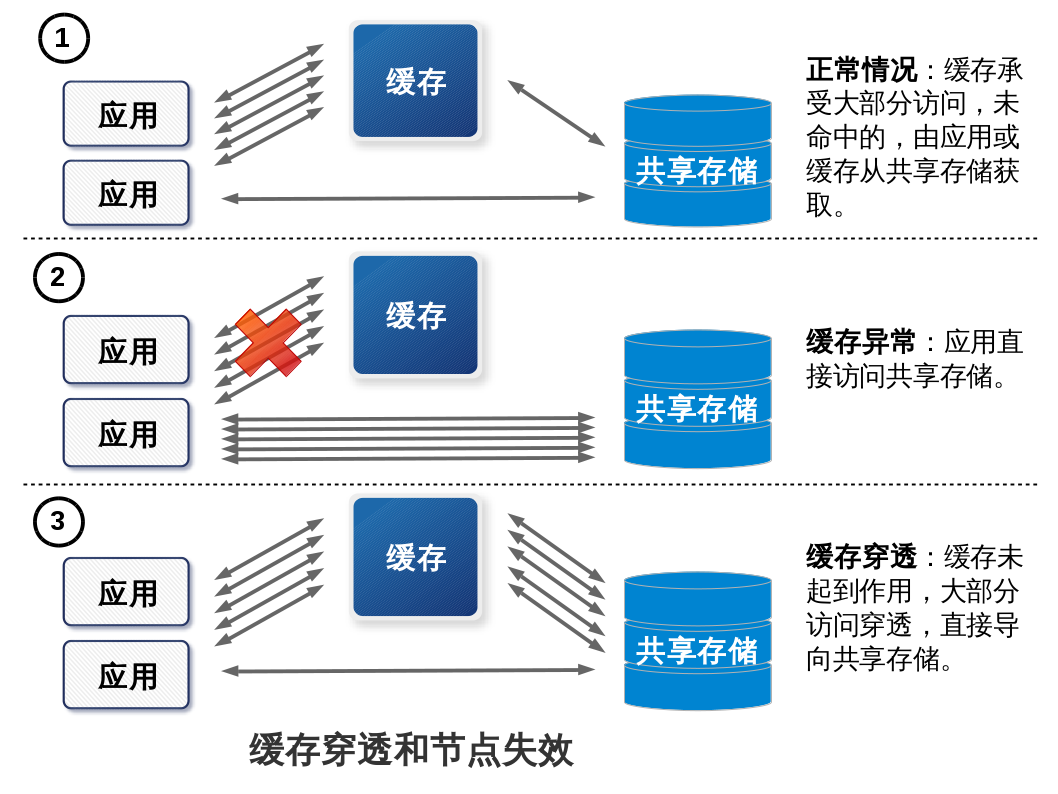 1
应用
应用
缓存
共享存储
正常情况：缓存承
受大部分访问，未
命中的，由应用或
缓存从共享存储获
取。
2
应用
应用
缓存
共享存储
缓存异常：应用直
接访问共享存储。
3
应用
应用
缓存
共享存储
缓存穿透：缓存未
起到作用，大部分
访问穿透，直接导
向共享存储。
缓存穿透和节点失效